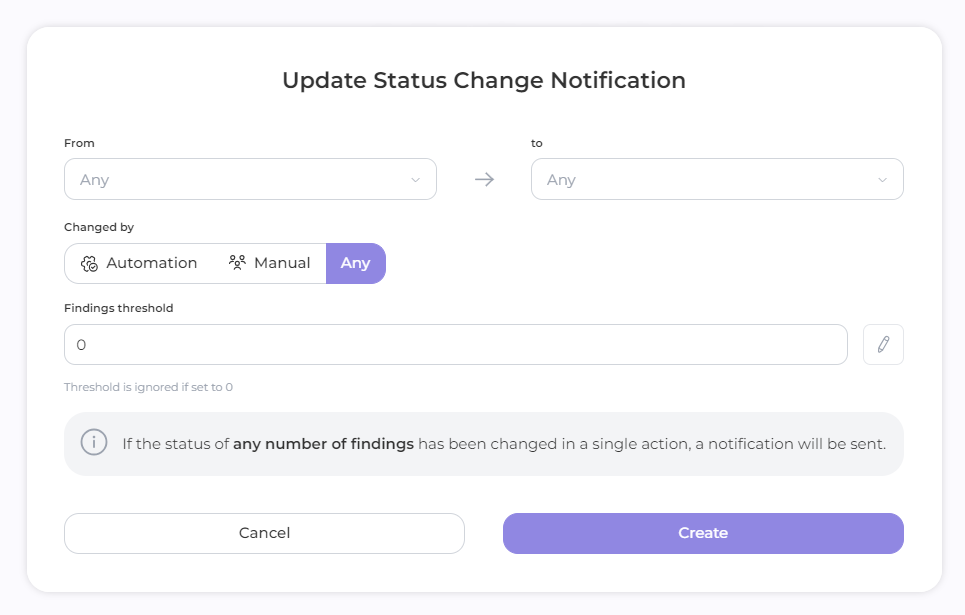 Update Status Change Notification
From
to
Any
Any
Changed by
Automation Manual Any
Findings threshold
0
Threshold is ignored if set to 0
If the status of any number of findings has been changed in a single action, a notification will be sent.
Cancel
Create